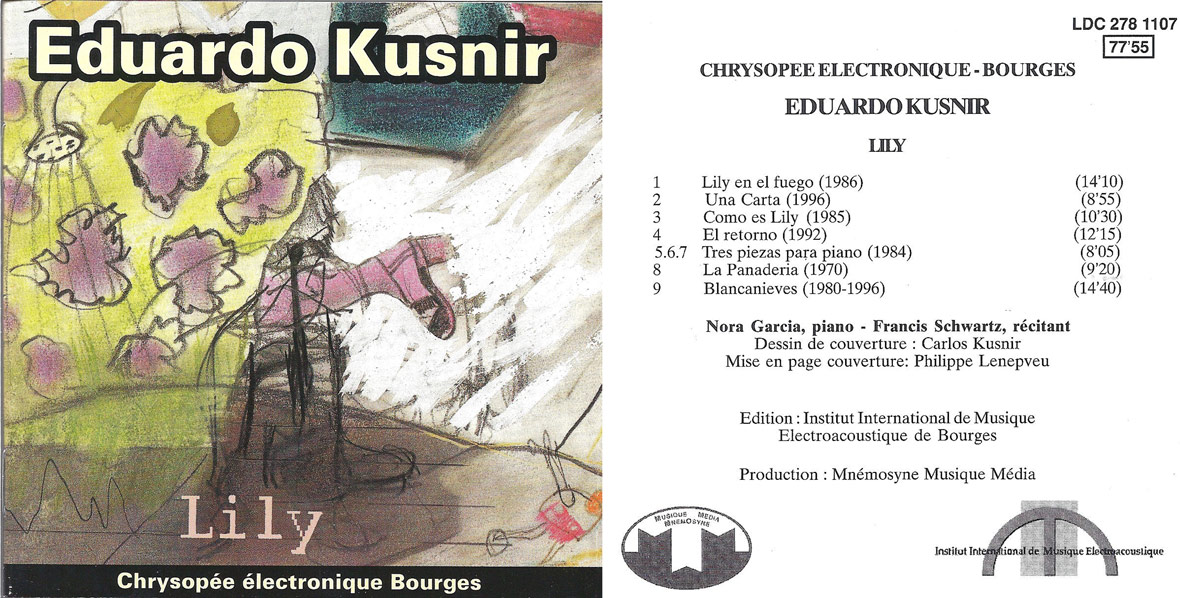 Eduardo Kusnir
Lily
Chrysopée électronique Bourges
LDC 278 1107
77'55
CHRYSOPEE ELECTRONIQUE - BOURGES
EDUARDO KUSNIR
LILY
1 Lily en el fuego (1986) (14'10)
2 Una Carta (1996) (8'55)
3 Como es Lily (1985) (10'30)
4 El retorno (1992) (12'15)
5.6.7 Tres piezas para piano (1984) (8'05)
8 La Panaderia (1970) (9'20)
9 Blancanieves (1980-1996) (14'40)
Nora Garcia, piano - Francis Schwartz, récitant
Dessin de couverture : Carlos Kusnir
Mise en page couverture: Philippe Lenepveu
Edition : Institut International de Musique
Electroacoustique de Bourges
Production : Mnémosyne Musique Média
MUSIQUE MEDIA
MNEMOSYNE
Institut International de Musique Electroacoustique